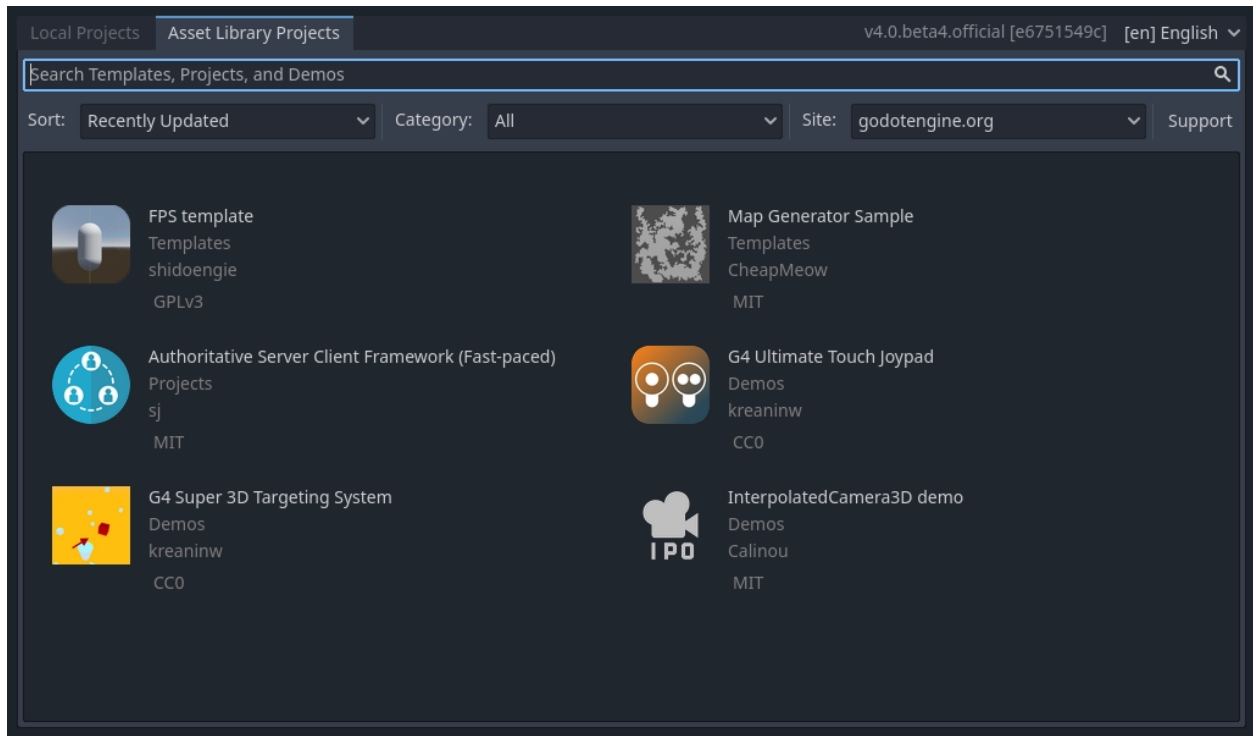 Local Projects Asset Library Projects v4.0.beta4.official [e6751549c] [en] English
Search Templates, Projects, and Demos
Sort: Recently Updated Category: All Site: godotengine.org Support
FPS template
Templates
shidoengie
GPLv3
Map Generator Sample
Templates
CheapMeow
MIT
Authoritative Server Client Framework (Fast-paced)
Projects
sj
MIT
G4 Ultimate Touch Joypad
Demos
kreaninw
CC0
G4 Super 3D Targeting System
Demos
kreaninw
CC0
IPO
InterpolatedCamera3D demo
Demos
Calinou
MIT